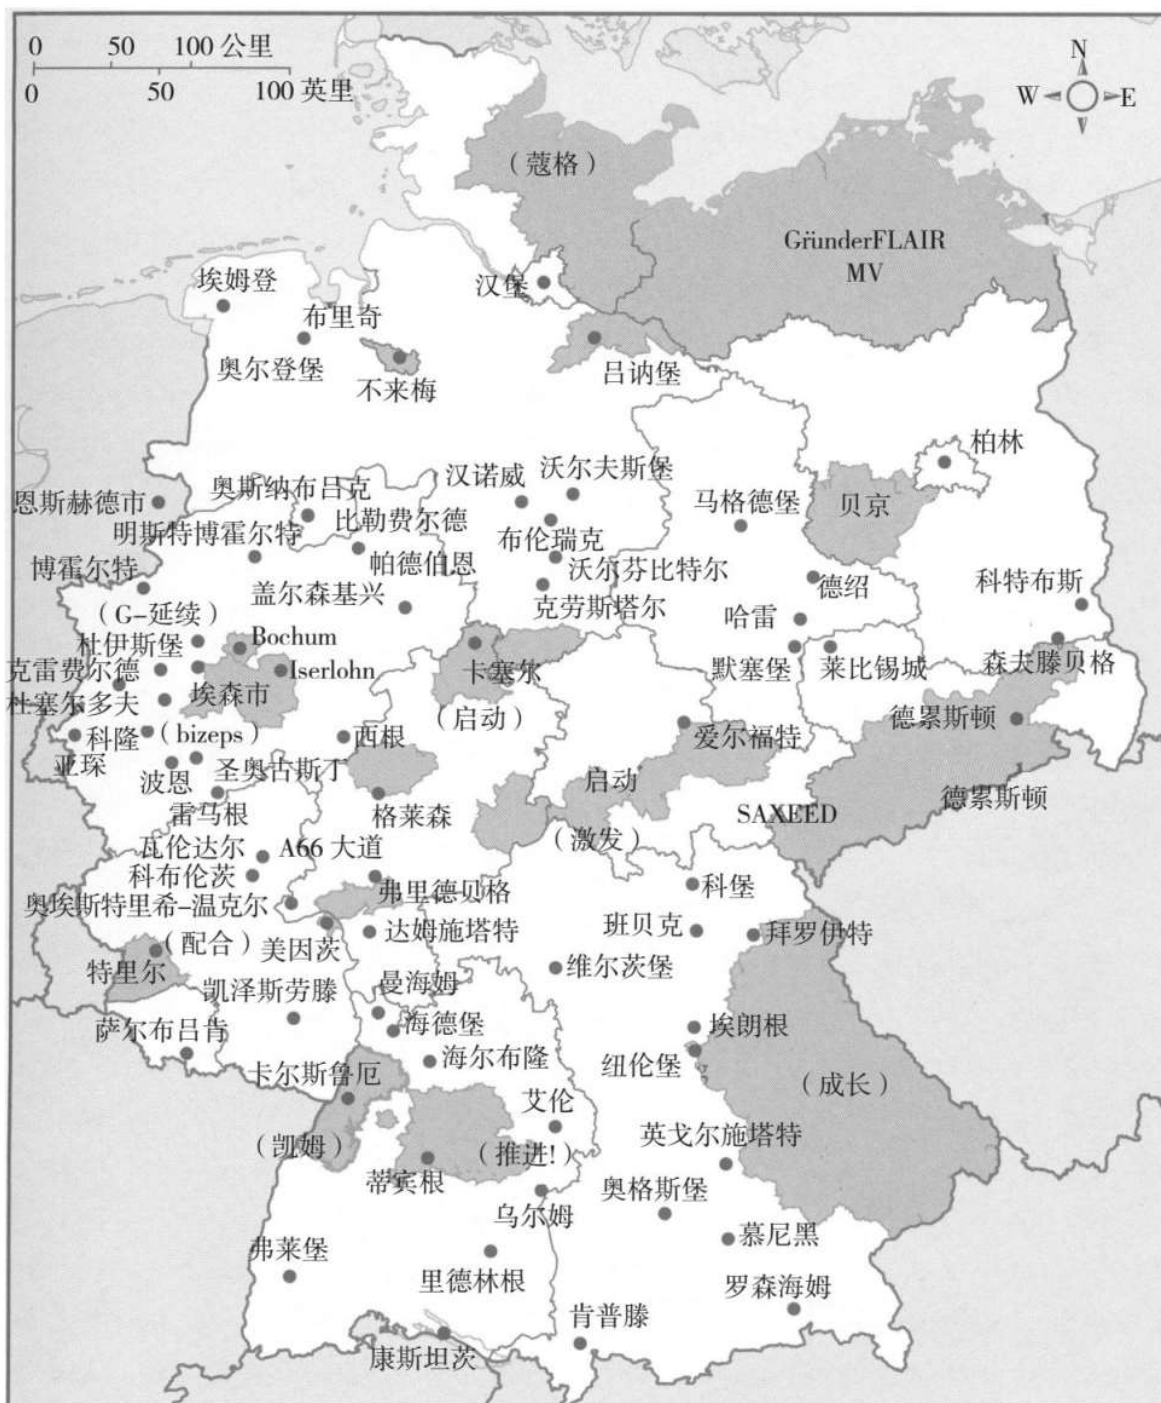 0 50 100 公里
0 50 100 英里
N
W E
（蔻格）
GründerFLAIR
MV
汉堡
埃姆登
布里奇
奥尔登堡
不来梅
吕讷堡
柏林
汉诺威
沃尔夫斯堡
奥斯纳布吕克
恩斯赫德市
比勒费尔德
马格德堡
贝京
明斯特博霍尔特
布伦瑞克
帕德伯恩
沃尔芬比特尔
博霍尔特
德绍
科特布斯
盖尔森基兴
克劳斯塔尔
（G-延续）
哈雷
杜伊斯堡
Bochum
克雷费尔德
Iserlohn
卡塞尔
默塞堡
莱比锡城
森夫滕贝格
埃森市
杜塞尔多夫
（启动）
德累斯顿
科隆
（bizeps）
西根
爱尔福特
亚琛
波恩
圣奥古斯丁
启动
德累斯顿
雷马根
格莱森
SAXEED
（激发）
瓦伦达尔
A66 大道
科布伦茨
弗里德贝格
科堡
奥埃斯特里希-温克尔
班贝克
拜罗伊特
（配合）
美因茨
达姆施塔特
特里尔
维尔茨堡
曼海姆
凯泽斯劳滕
海德堡
埃朗根
萨尔布吕肯
海尔布隆
纽伦堡
卡尔斯鲁厄
（成长）
艾伦
（凯姆）
（推进!）
英戈尔施塔特
蒂宾根
奥格斯堡
乌尔姆
慕尼黑
弗莱堡
里德林根
罗森海姆
肯普滕
康斯坦茨